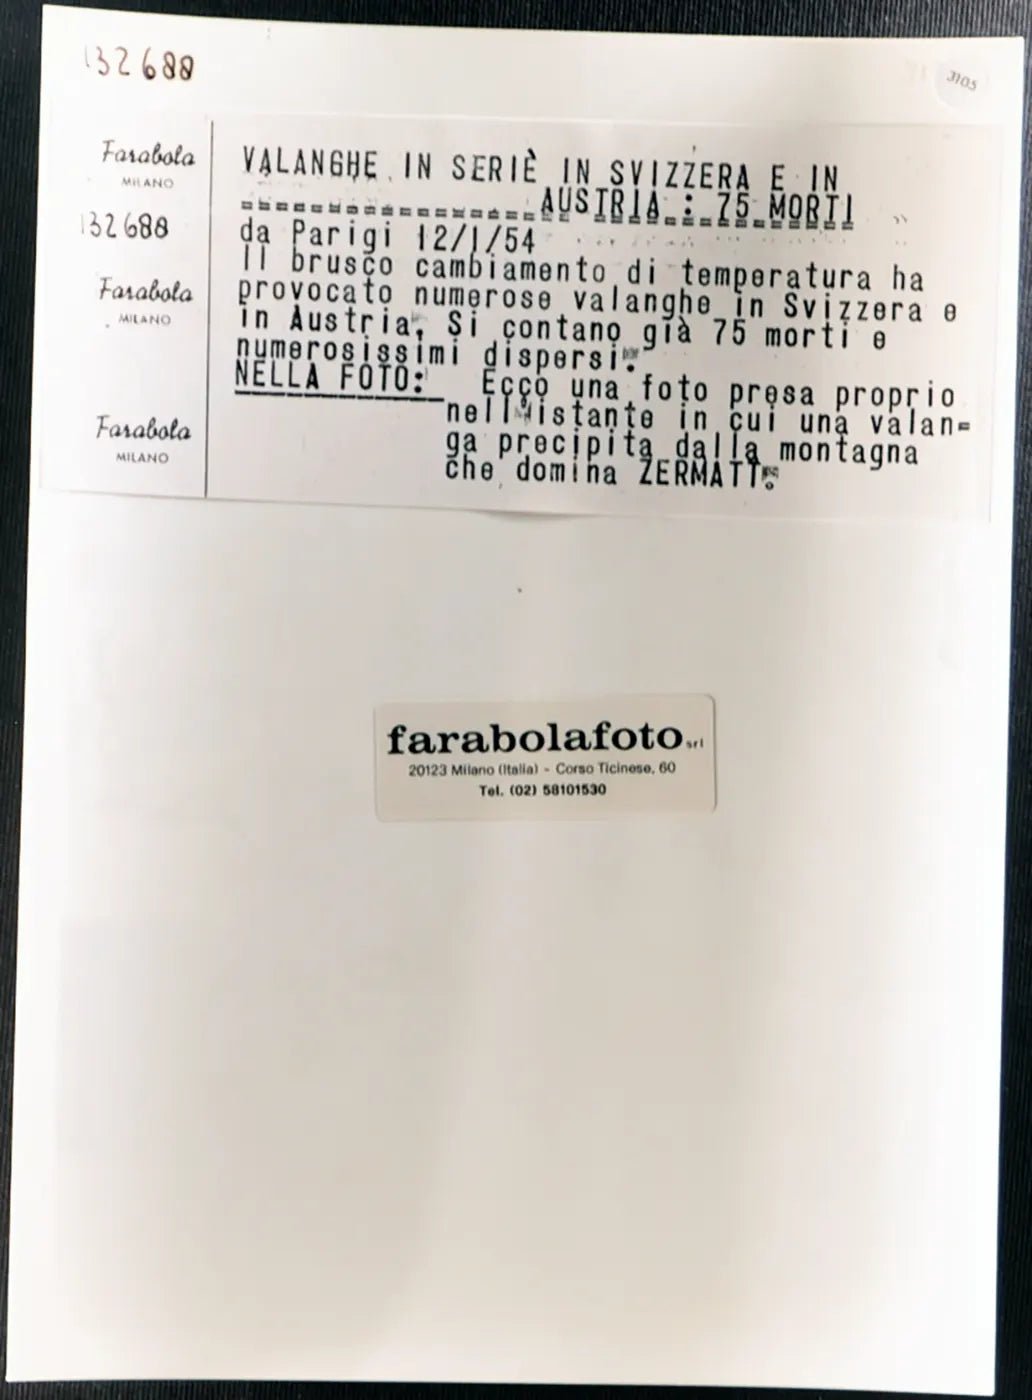 132688
3105
Farabola
MILANO
132688
Farabola
MILANO
Farabola
MILANO
VALANGHE IN SERIÈ IN SVIZZERA E IN
AUSTRIA : 75 MORTI
da Parigi 12/1/54
Il brusco cambiamento di temperatura ha
provocato numerose valanghe in Svizzera e
in Austria. Si contano già 75 morti e
numerosissimi dispersi.
NELLA FOTO: Ecco una foto presa proprio
nell'istante in cui una valan=
ga precipita dalla montagna
che domina ZERMATT.
farabolafoto srl
20123 Milano (Italia) - Corso Ticinese, 60
Tel. (02) 58101530